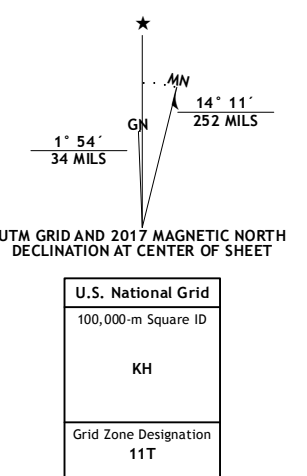 ★
MN
GN
14° 11´
252 MILS
1° 54´
34 MILS
UTM GRID AND 2017 MAGNETIC NORTH
DECLINATION AT CENTER OF SHEET
U.S. National Grid
100,000-m Square ID
KH
Grid Zone Designation
11T